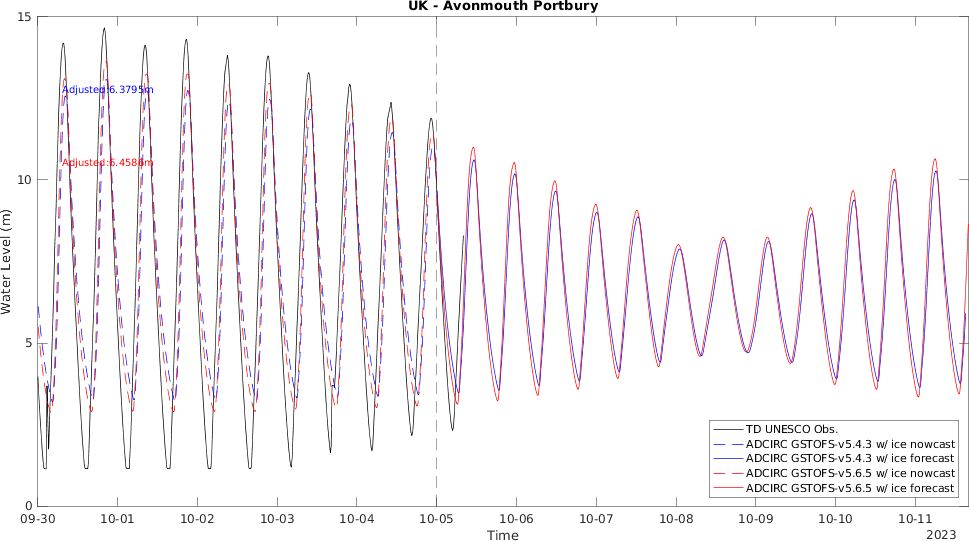 UK - Avonmouth Portbury
15
10
5
0
Water Level (m)
Adjusted:6.3795m
Adjusted:6.4586m
TD UNESCO Obs.
ADCIRC GSTOFS-v5.4.3 w/ ice nowcast
ADCIRC GSTOFS-v5.4.3 w/ ice forecast
ADCIRC GSTOFS-v5.6.5 w/ ice nowcast
ADCIRC GSTOFS-v5.6.5 w/ ice forecast
09-30 10-01 10-02 10-03 10-04 10-05 10-06 10-07 10-08 10-09 10-10 10-11
Time
2023